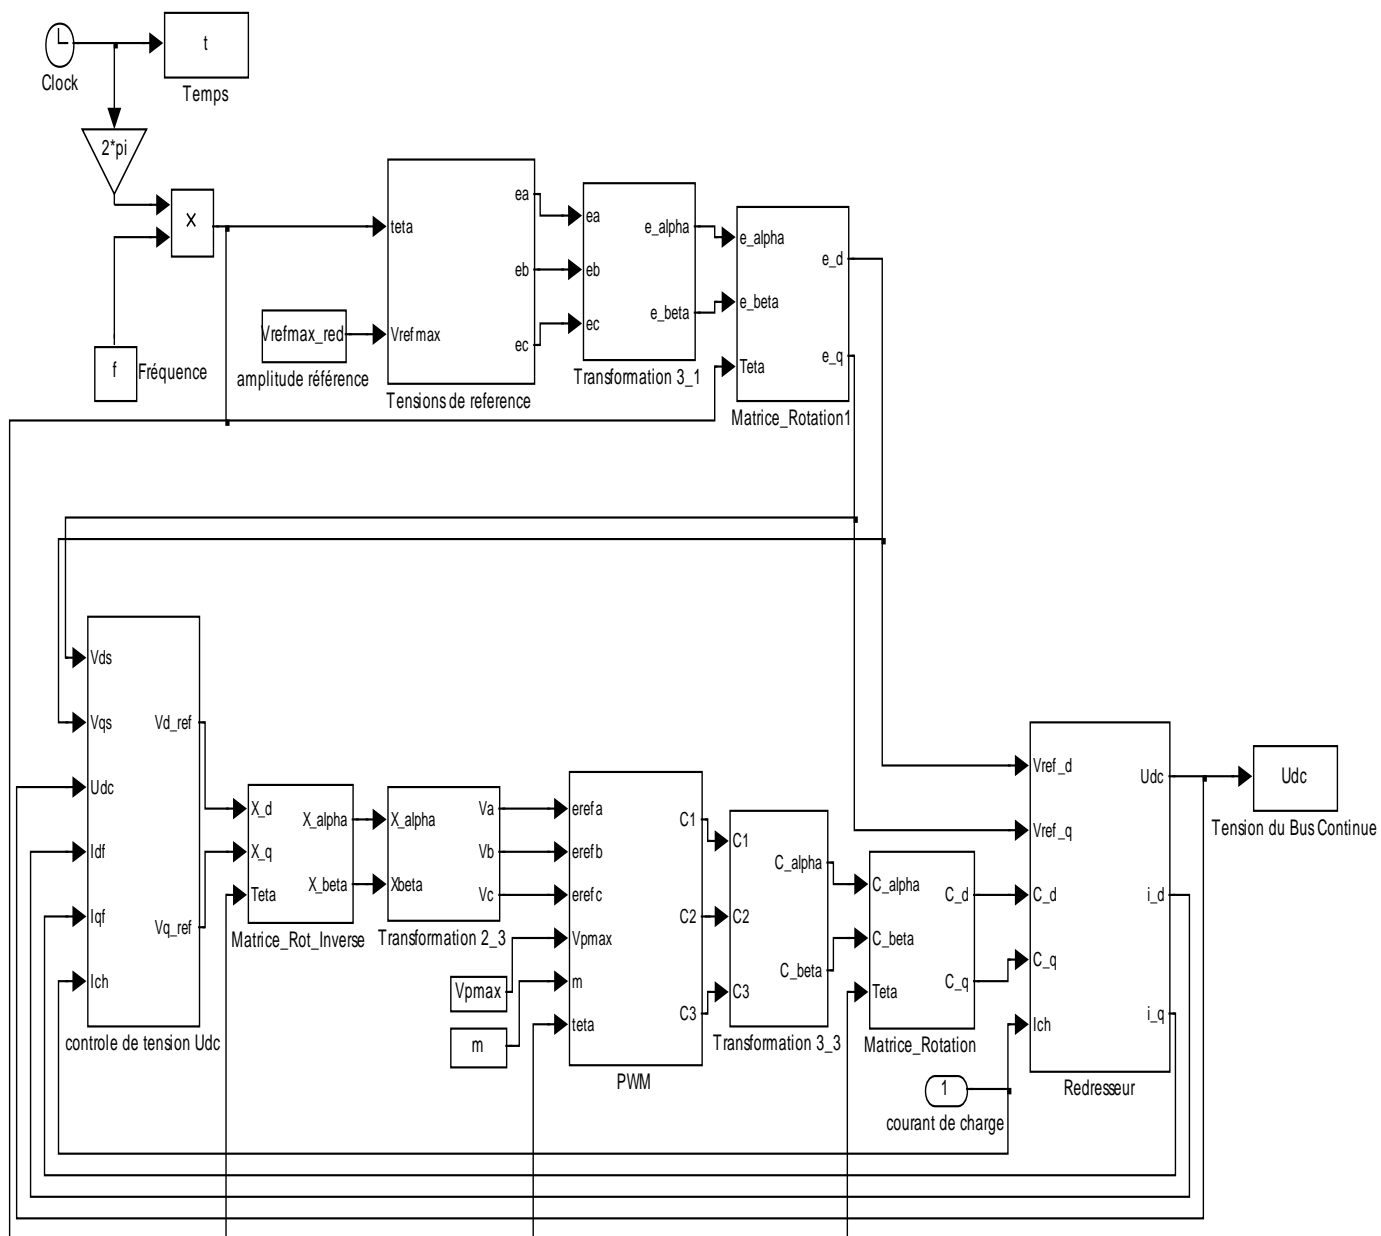 t
Clock
Temps
2*pi
X
f
Fréquence
Vrefmax_red
amplitude référence
teta
Vrefmax
ea
eb
ec
Tensions de reference
ea
eb
ec
e_alpha
e_beta
Transformation 3_1
e_alpha
e_beta
Teta
e_d
e_q
Matrice_Rotation1
Vds
Vqs
Udc
Idf
Iqf
Ich
Vd_ref
Vq_ref
controle de tension Udc
X_d
X_q
Teta
X_alpha
X_beta
Matrice_Rot_Inverse
X_alpha
Xbeta
Va
Vb
Vc
Transformation 2_3
Vpmax
m
erefa
erefb
erefc
Vpmax
m
teta
C1
C2
C3
PWM
C1
C2
C3
C_alpha
C_beta
Transformation 3_3
C_alpha
C_beta
Teta
C_d
C_q
Matrice_Rotation
1
courant de charge
Vref_d
Vref_q
C_d
C_q
Ich
Udc
i_d
i_q
Redresseur
Udc
Tension du Bus Continue